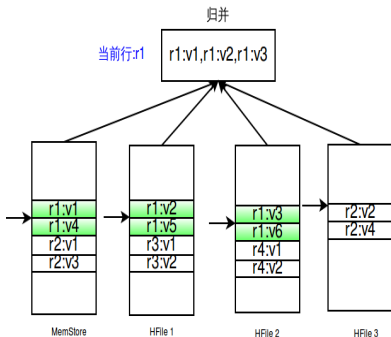 归并
当前行:r1
r1:v1,r1:v2,r1:v3
r1:v1
r1:v4
r2:v1
r2:v3
r1:v2
r1:v5
r3:v1
r3:v2
r1:v3
r1:v6
r4:v1
r4:v2
r2:v2
r2:v4
MemStore
HFile 1
HFile 2
HFile 3